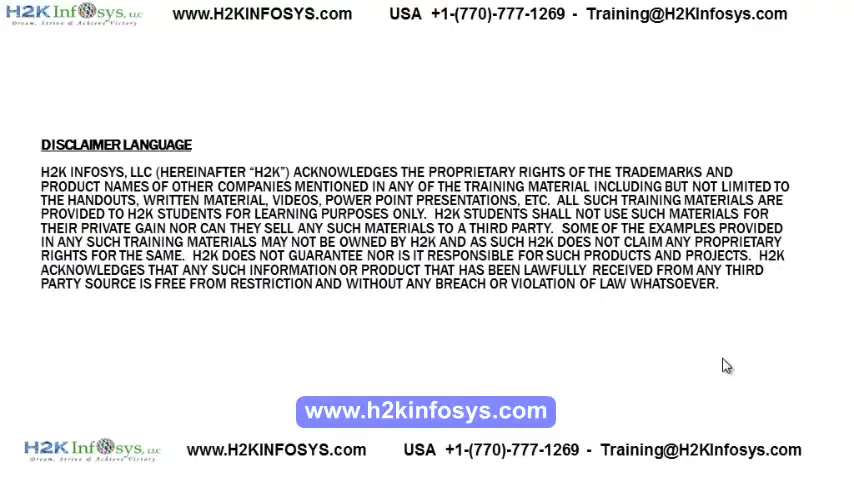 H2K Infosys, LLC www.H2KINFOSYS.com USA +1-(770)-777-1269 - Training@H2KInfosys.com
Dream, Strive & Achieve Victory
DISCLAIMER LANGUAGE
H2K INFOSYS, LLC (HEREINAFTER “H2K”) ACKNOWLEDGES THE PROPRIETARY RIGHTS OF THE TRADEMARKS AND
PRODUCT NAMES OF OTHER COMPANIES MENTIONED IN ANY OF THE TRAINING MATERIAL INCLUDING BUT NOT LIMITED TO
THE HANDOUTS, WRITTEN MATERIAL, VIDEOS, POWER POINT PRESENTATIONS, ETC. ALL SUCH TRAINING MATERIALS ARE
PROVIDED TO H2K STUDENTS FOR LEARNING PURPOSES ONLY. H2K STUDENTS SHALL NOT USE SUCH MATERIALS FOR
THEIR PRIVATE GAIN NOR CAN THEY SELL ANY SUCH MATERIALS TO A THIRD PARTY. SOME OF THE EXAMPLES PROVIDED
IN ANY SUCH TRAINING MATERIALS MAY NOT BE OWNED BY H2K AND AS SUCH H2K DOES NOT CLAIM ANY PROPRIETARY
RIGHTS FOR THE SAME. H2K DOES NOT GUARANTEE NOR IS IT RESPONSIBLE FOR SUCH PRODUCTS AND PROJECTS. H2K
ACKNOWLEDGES THAT ANY SUCH INFORMATION OR PRODUCT THAT HAS BEEN LAWFULLY RECEIVED FROM ANY THIRD
PARTY SOURCE IS FREE FROM RESTRICTION AND WITHOUT ANY BREACH OR VIOLATION OF LAW WHATSOEVER.
www.h2kinfosys.com
H2K Infosys, LLC www.H2KINFOSYS.com USA +1-(770)-777-1269 - Training@H2KInfosys.com
Dream, Strive & Achieve Victory